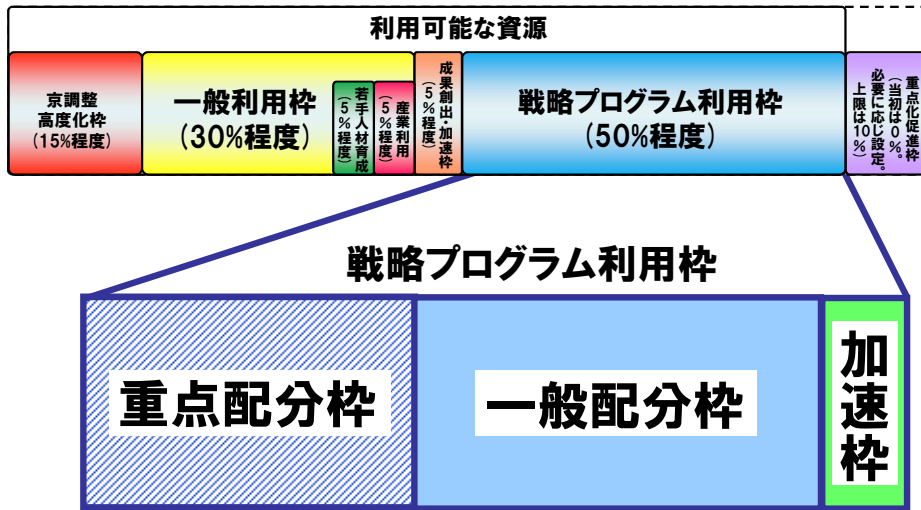 利用可能な資源
京調整
高度化枠
(15%程度)
一般利用枠
(30%程度)
若手人材育成
(5%程度)
産業利用
(5%程度)
成果創出・加速枠
(5%程度)
戦略プログラム利用枠
(50%程度)
重点化促進枠
(当初は0%。
必要に応じ設定。
上限は10%)
戦略プログラム利用枠
重点配分枠
一般配分枠
加速枠